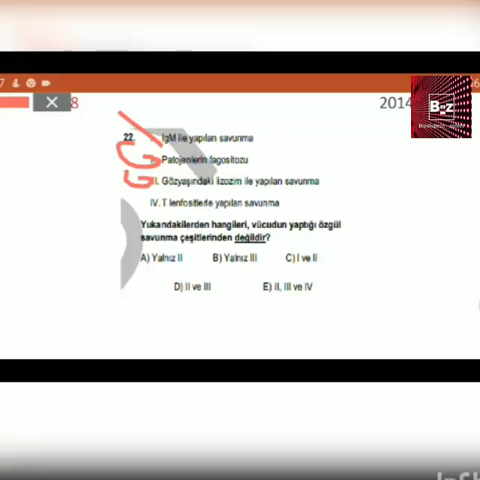 8
2014
B z
22. IgM ile yapılan savunma
Patojenlerin fagositozu
II. Gözyaşındaki lizozim ile yapılan savunma
IV. T lenfositlerle yapılan savunma
Yukarıdakilerden hangileri, vücudun yaptığı özgül
savunma çeşitlerinden değildir?
A) Yalnız II B) Yalnız III C) I ve II
D) II ve III E) II, III ve IV